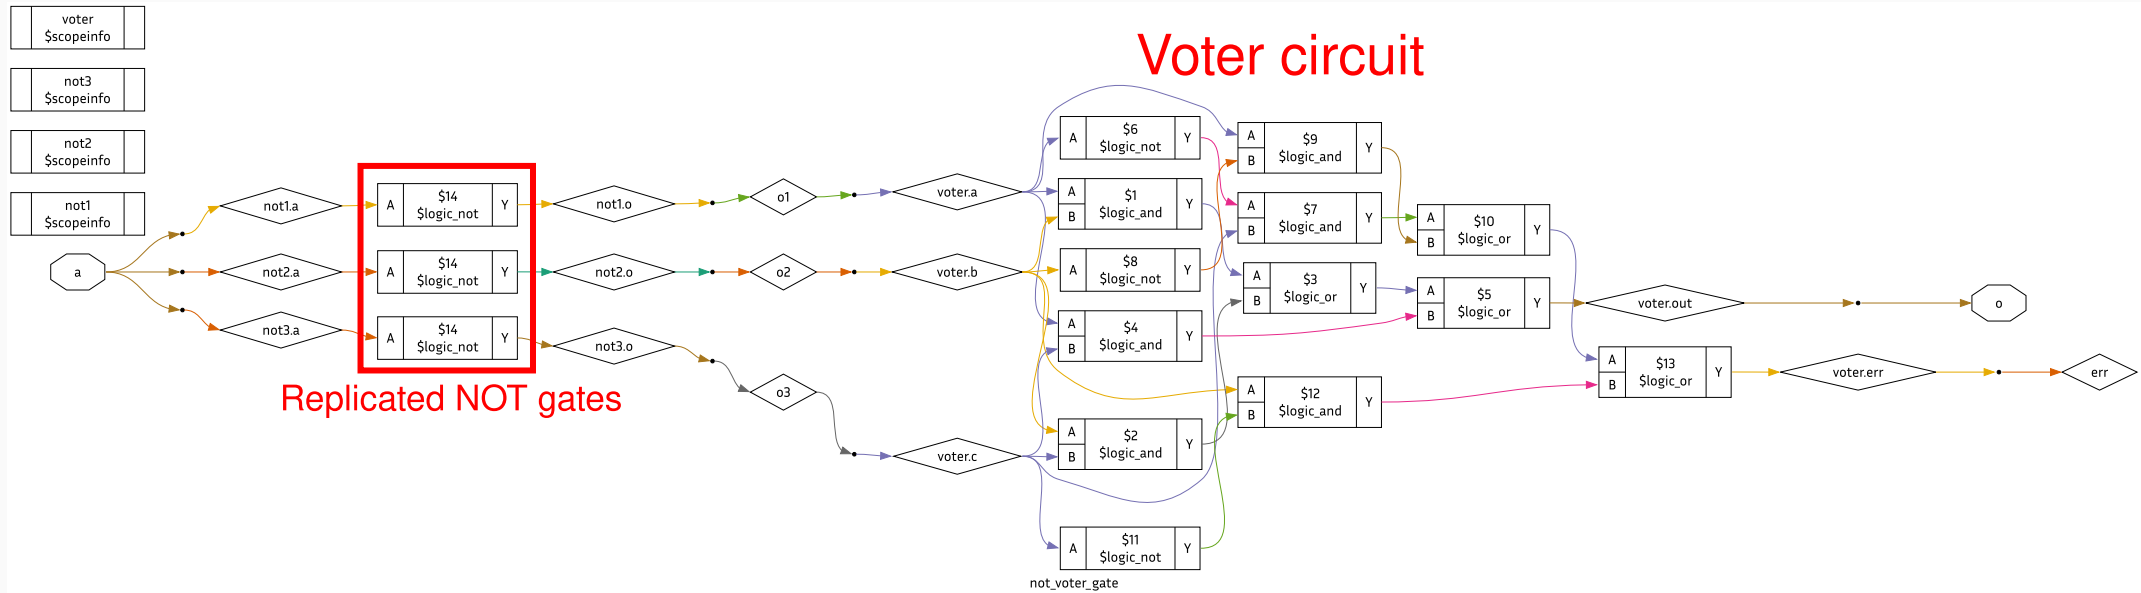 Voter circuit
voter
$scopeinfo
not3
$scopeinfo
not2
$scopeinfo
not1
$scopeinfo
a
not1.a
not2.a
not3.a
A $14 Y
$logic_not
A $14 Y
$logic_not
A $14 Y
$logic_not
Replicated NOT gates
not1.o
not2.o
not3.o
o1
o2
o3
voter.a
voter.b
voter.c
A $6 Y
$logic_not
A $1 Y
B $logic_and
A $8 Y
$logic_not
A $4 Y
B $logic_and
A $2 Y
B $logic_and
A $11 Y
$logic_not
A $9 Y
B $logic_and
A $7 Y
B $logic_and
A $3 Y
B $logic_or
A $12 Y
B $logic_and
A $10 Y
B $logic_or
A $5 Y
B $logic_or
voter.out
o
A $13 Y
B $logic_or
voter.err
err
not_voter_gate